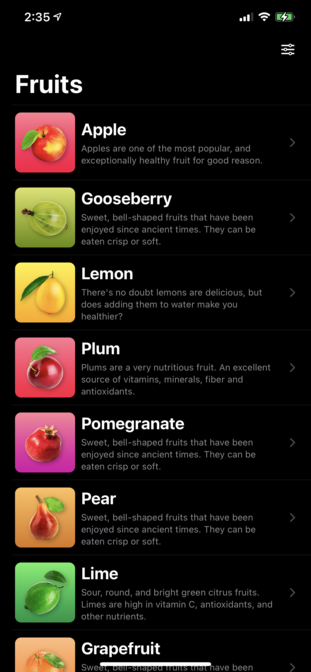 2:35
Fruits
Apple
Apples are one of the most popular, and
exceptionally healthy fruit for good reason.
Gooseberry
Sweet, bell-shaped fruits that have been
enjoyed since ancient times. They can be
eaten crisp or soft.
Lemon
There's no doubt lemons are delicious, but
does adding them to water make you
healthier?
Plum
Plums are a very nutritious fruit. An excellent
source of vitamins, minerals, fiber and
antioxidants.
Pomegranate
Sweet, bell-shaped fruits that have been
enjoyed since ancient times. They can be
eaten crisp or soft.
Pear
Sweet, bell-shaped fruits that have been
enjoyed since ancient times. They can be
eaten crisp or soft.
Lime
Sour, round, and bright green citrus fruits.
Limes are high in vitamin C, antioxidants, and
other nutrients.
Grapefruit
Sweet, bell-shaped fruits that have been